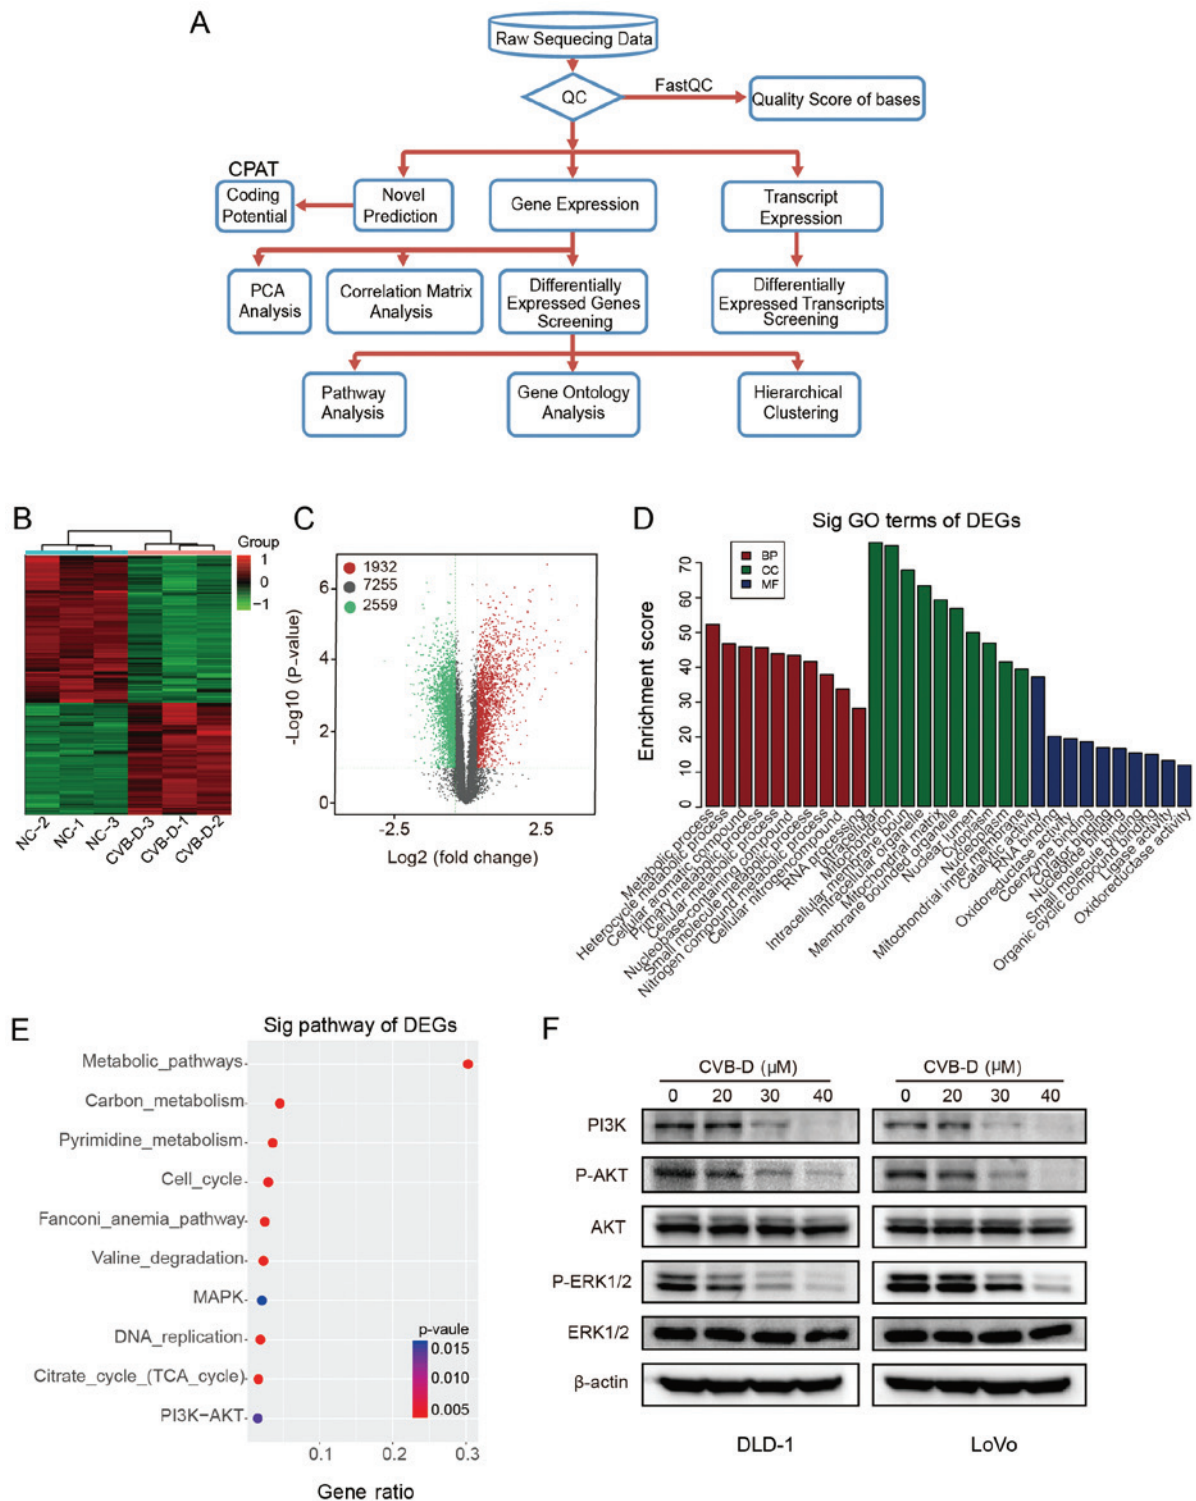 A
Raw Sequecing Data
QC
FastQC
Quality Score of bases
CPAT
Coding
Potential
Novel
Prediction
Gene Expression
Transcript
Expression
PCA
Analysis
Correlation Matrix
Analysis
Differentially
Expressed Genes
Screening
Differentially
Expressed Transcripts
Screening
Pathway
Analysis
Gene Ontology
Analysis
Hierarchical
Clustering
B
Group
1
0
−1
NC-2
NC-1
NC-3
CVB-D-3
CVB-D-1
CVB-D-2
C
1932
7255
2559
-Log10 (P-value)
6
4
2
0
-2.5
2.5
Log2 (fold change)
D
Sig GO terms of DEGs
BP
CC
MF
Enrichment score
70
60
50
40
30
20
10
0
Metabolic process
Heterocycle metabolic process
Cellular aromatic compound
Primary metabolic process
Cellular metabolic process
Nucleobase-containing compound
Small molecule metabolic process
Nitrogen compound metabolic process
Cellular nitrogencompound
RNA processing
Intracellular
Mitochondrion
Intracellular membrane boun
Intracellular organelle
Mitochondrial matrix
Membrane bounded organelle
Nuclear lumen
Cytoplasm
Nucleoplasm
Mitochondrial inner membrane
Catalytic activity
RNA binding
Oxidoreductase activity
Coenzyme binding
Cofator binding
Nucleotide binding
Small molecule binding
Organic cyclic compound binding
Ligase activity
Oxidoreductase activity
E
Sig pathway of DEGs
Metabolic_pathways
Carbon_metabolism
Pyrimidine_metabolism
Cell_cycle
Fanconi_anemia_pathway
Valine_degradation
MAPK
DNA_replication
Citrate_cycle_(TCA_cycle)
PI3K−AKT
p-vaule
0.015
0.010
0.005
0.1
0.2
0.3
Gene ratio
F
CVB-D (μM)
CVB-D (μM)
0 20 30 40
0 20 30 40
PI3K
P-AKT
AKT
P-ERK1/2
ERK1/2
β-actin
DLD-1
LoVo